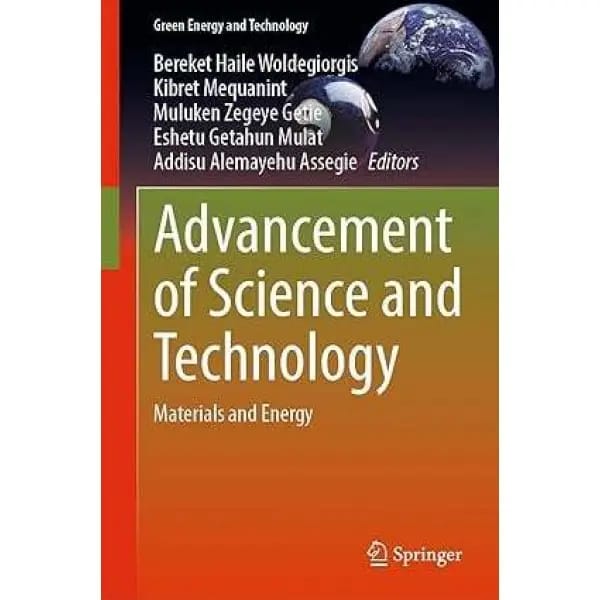 Green Energy and Technology
Bereket Haile Woldegiorgis
Kibret Mequanint
Muluken Zegeye Getie
Eshetu Getahun Mulat
Addisu Alemayehu Assegie Editors
Advancement
of Science and
Technology
Materials and Energy
Springer